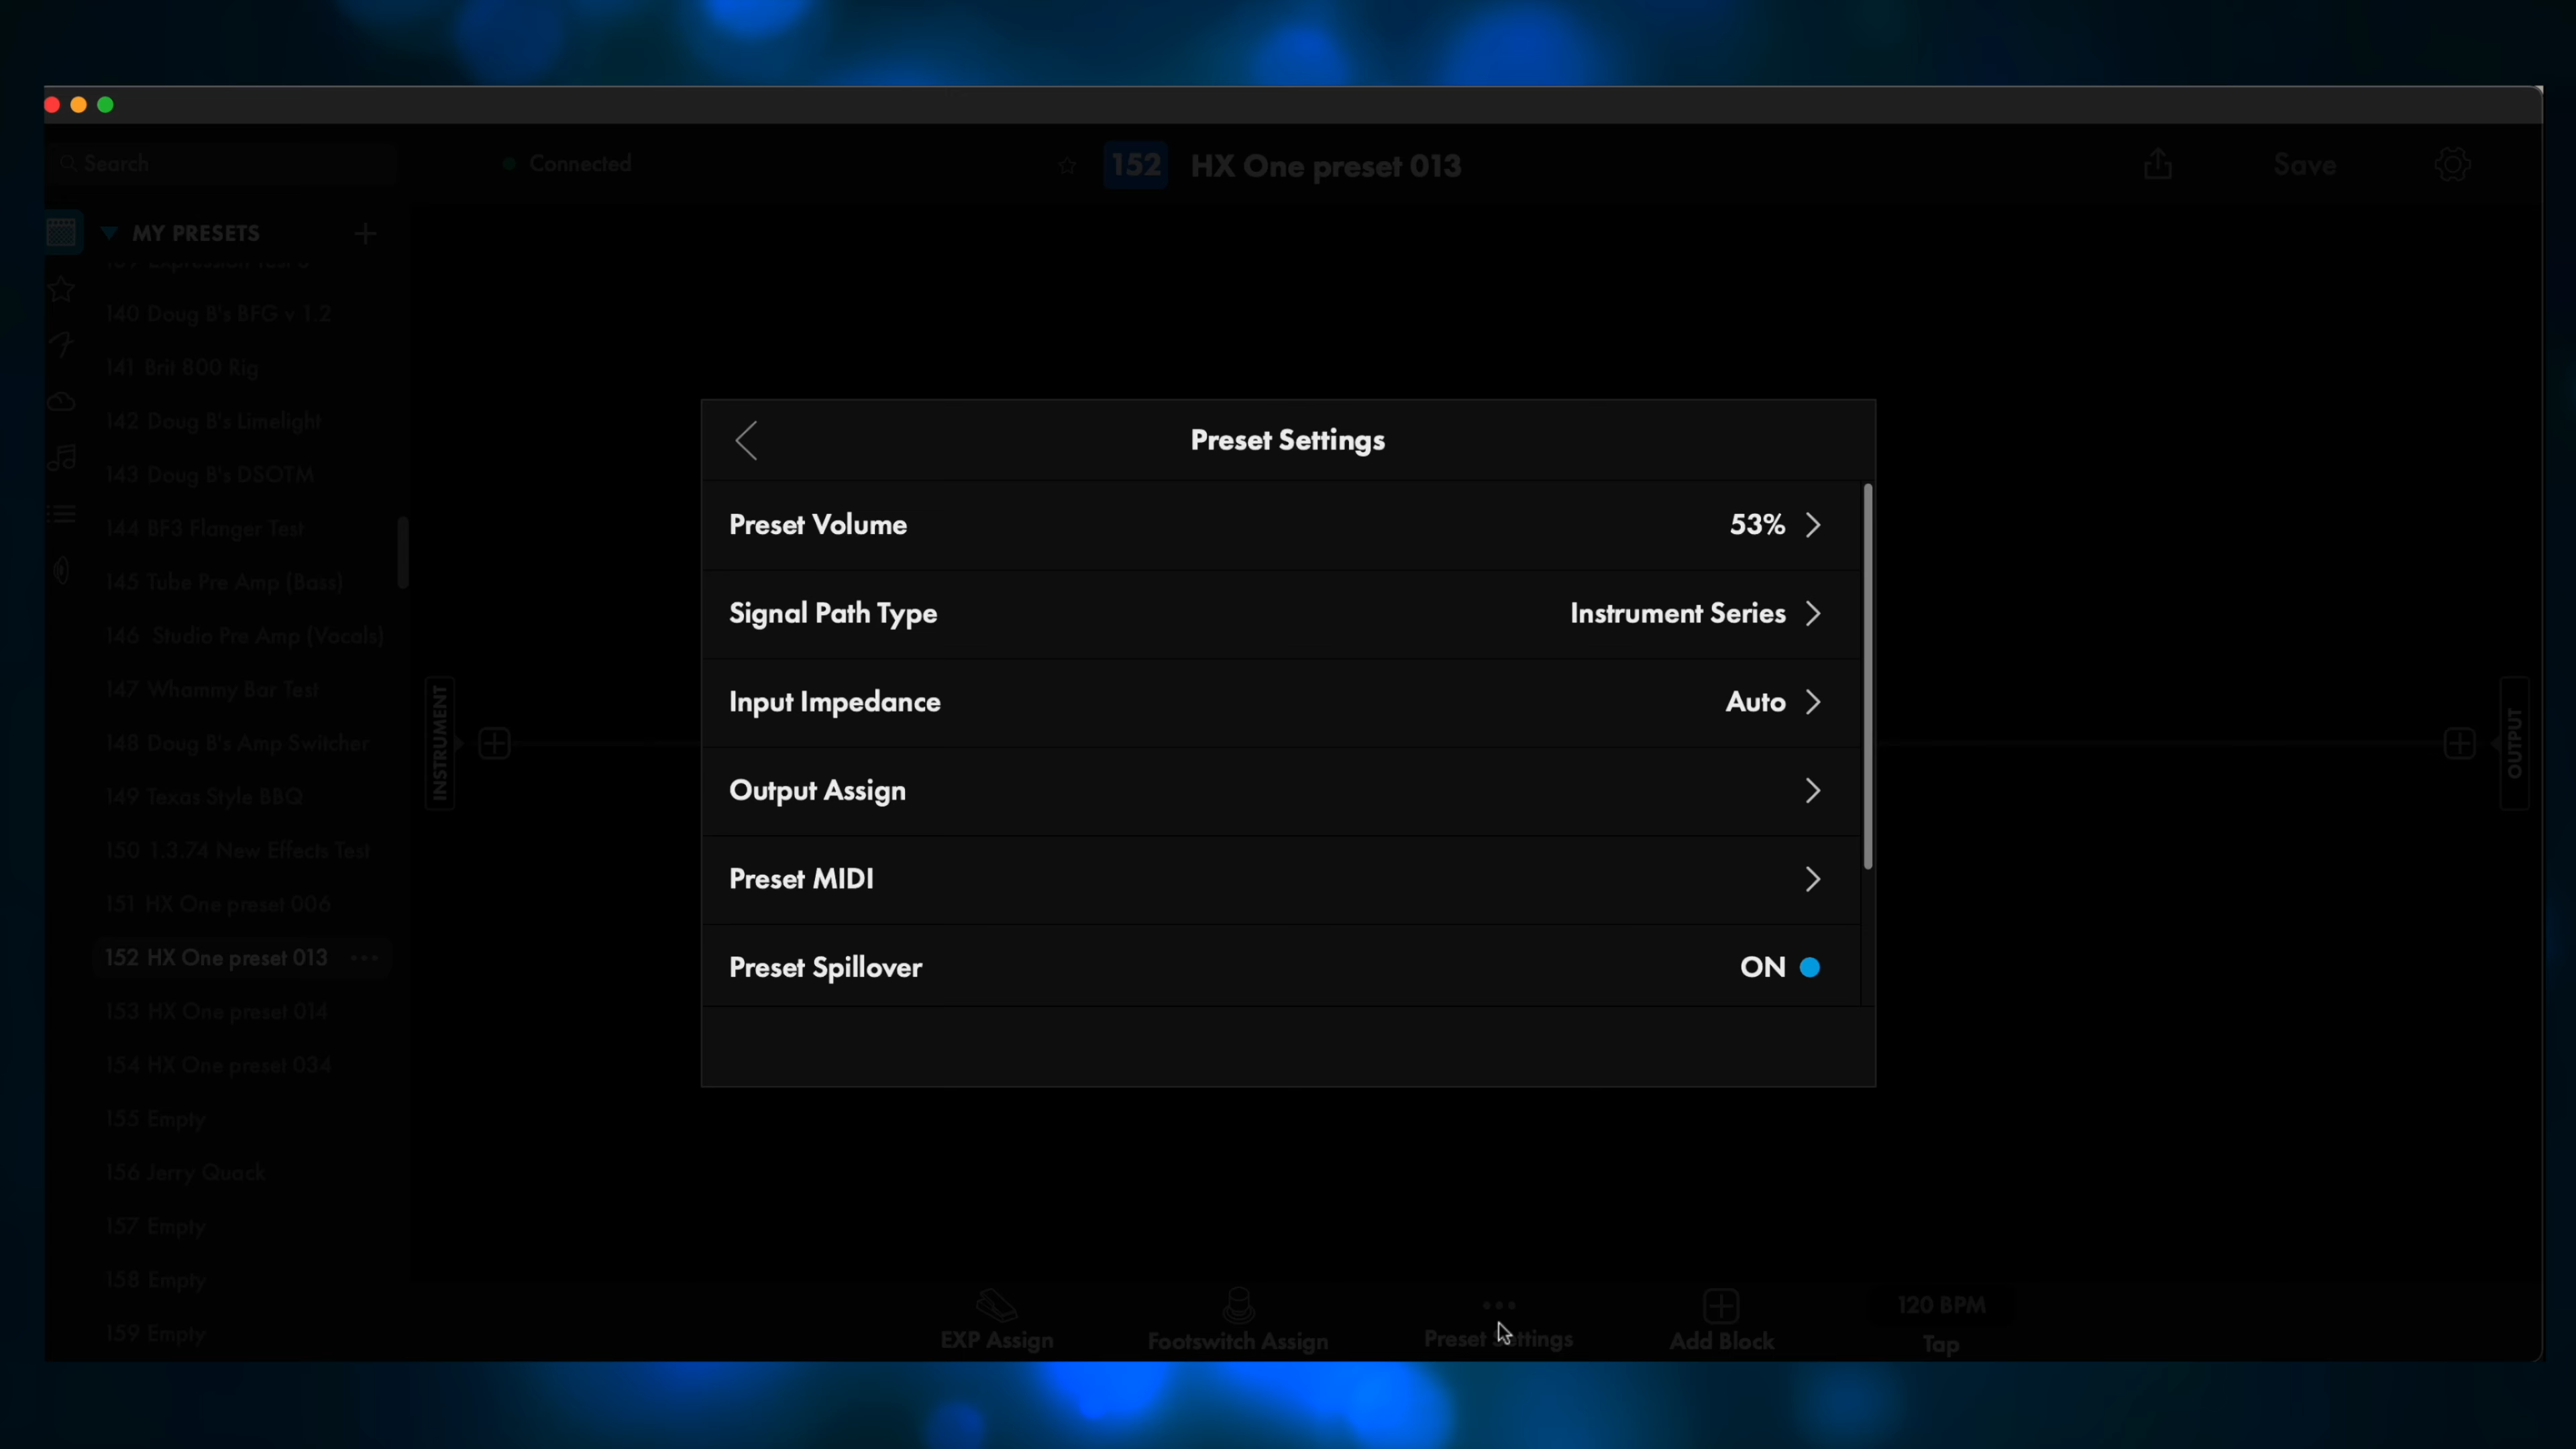 Search
Connected
152 HX One preset 013
Save
MY PRESETS
140 Doug B's BFG v 1.2
141 Brit 800 Rig
142 Doug B's Limelight
143 Doug B's DSOTM
144 BF3 Flanger Test
145 Tube Pre Amp (Bass)
146 Studio Pre Amp (Vocals)
147 Whammy Bar Test
148 Doug B's Amp Switcher
149 Texas Style BBQ
150 1.3.74 New Effects Test
151 HX One preset 006
152 HX One preset 013
153 HX One preset 014
154 HX One preset 034
155 Empty
156 Jerry Quack
157 Empty
158 Empty
159 Empty
INSTRUMENT
Preset Settings
Preset Volume 53%
Signal Path Type Instrument Series
Input Impedance Auto
Output Assign
Preset MIDI
Preset Spillover ON
OUTPUT
EXP Assign
Footswitch Assign
Preset Settings
Add Block
120 BPM
Tap